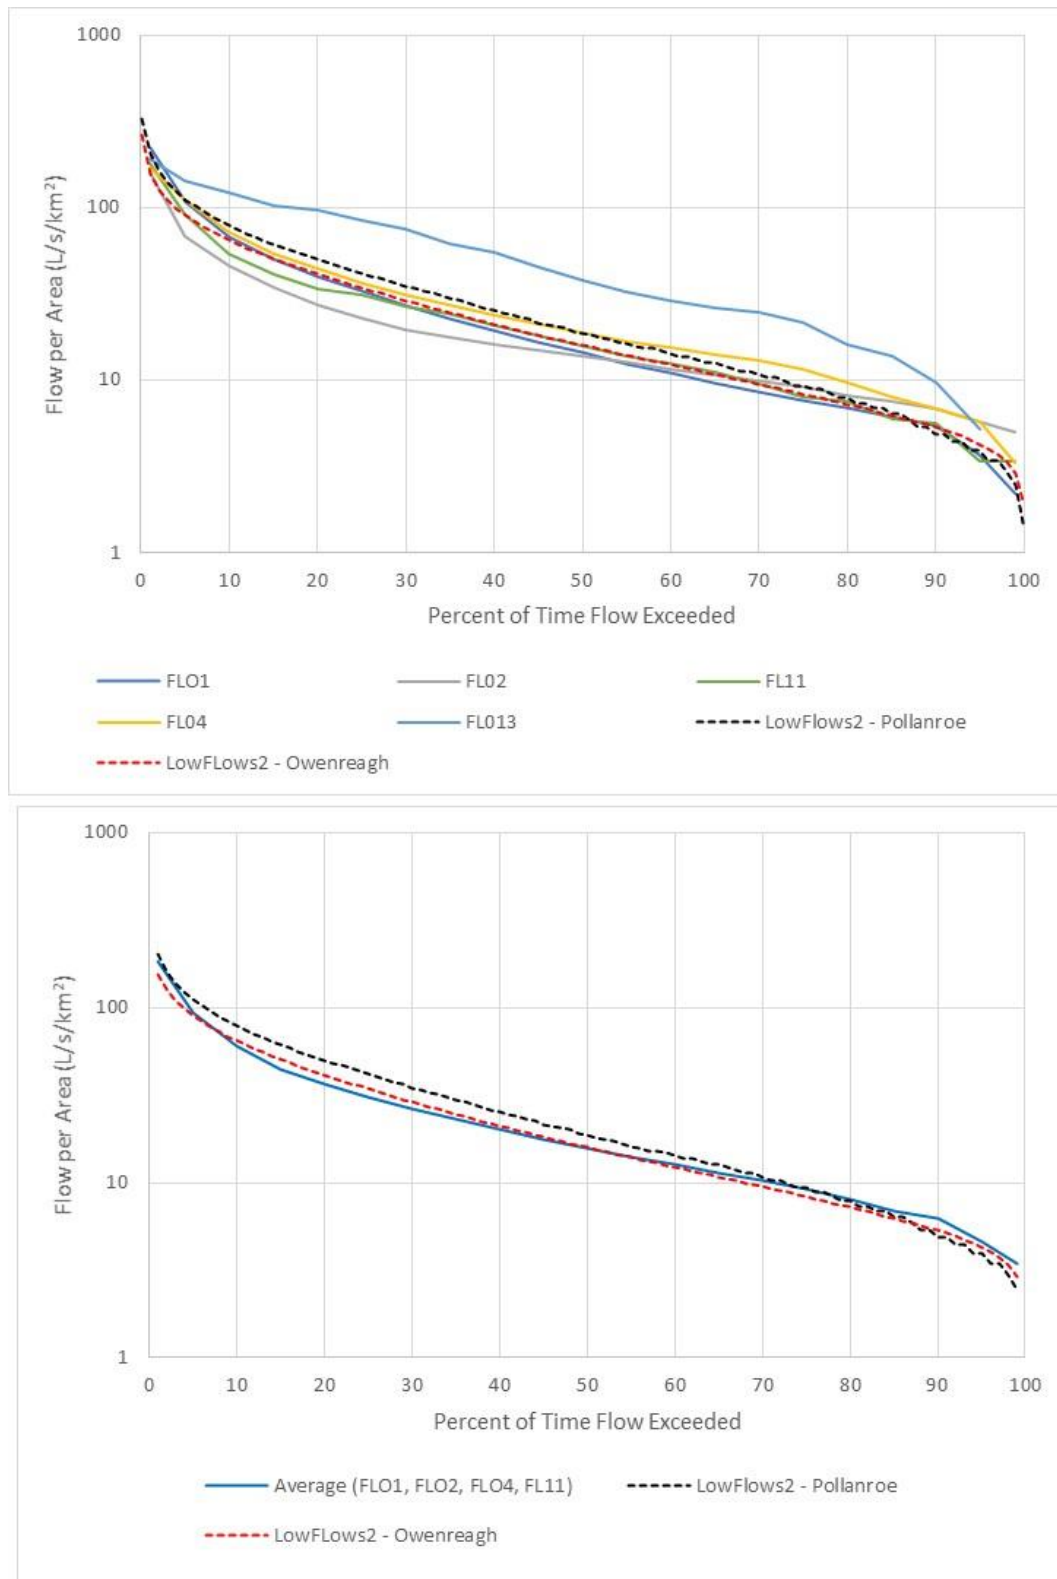 1000
100
10
1
Flow per Area (L/s/km²)
0 10 20 30 40 50 60 70 80 90 100
Percent of Time Flow Exceeded
FLO1 FL02 FL11
FL04 FL013 LowFlows2 - Pollanroe
LowFLows2 - Owenreagh
1000
100
10
1
Flow per Area (L/s/km²)
0 10 20 30 40 50 60 70 80 90 100
Percent of Time Flow Exceeded
Average (FLO1, FLO2, FLO4, FL11) LowFlows2 - Pollanroe
LowFLows2 - Owenreagh